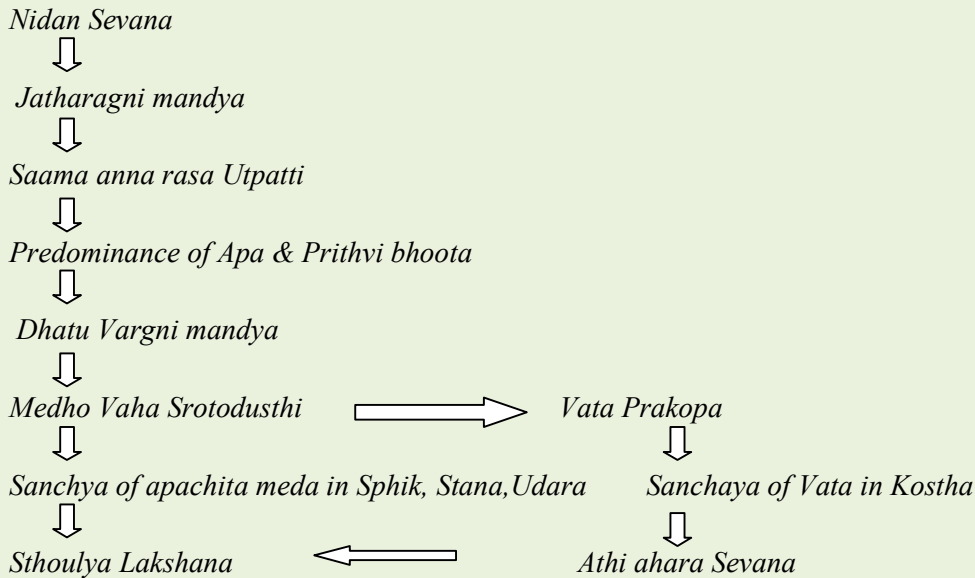 Nidan Sevana
Jatharagni mandya
Saama anna rasa Utpatti
Predominance of Apa & Prithvi bhoota
Dhatu Vargni mandya
Medho Vaha Srotodusthi Vata Prakopa
Sanchya of apachita meda in Sphik, Stana,Udara Sanchaya of Vata in Kostha
Sthoulya Lakshana Athi ahara Sevana